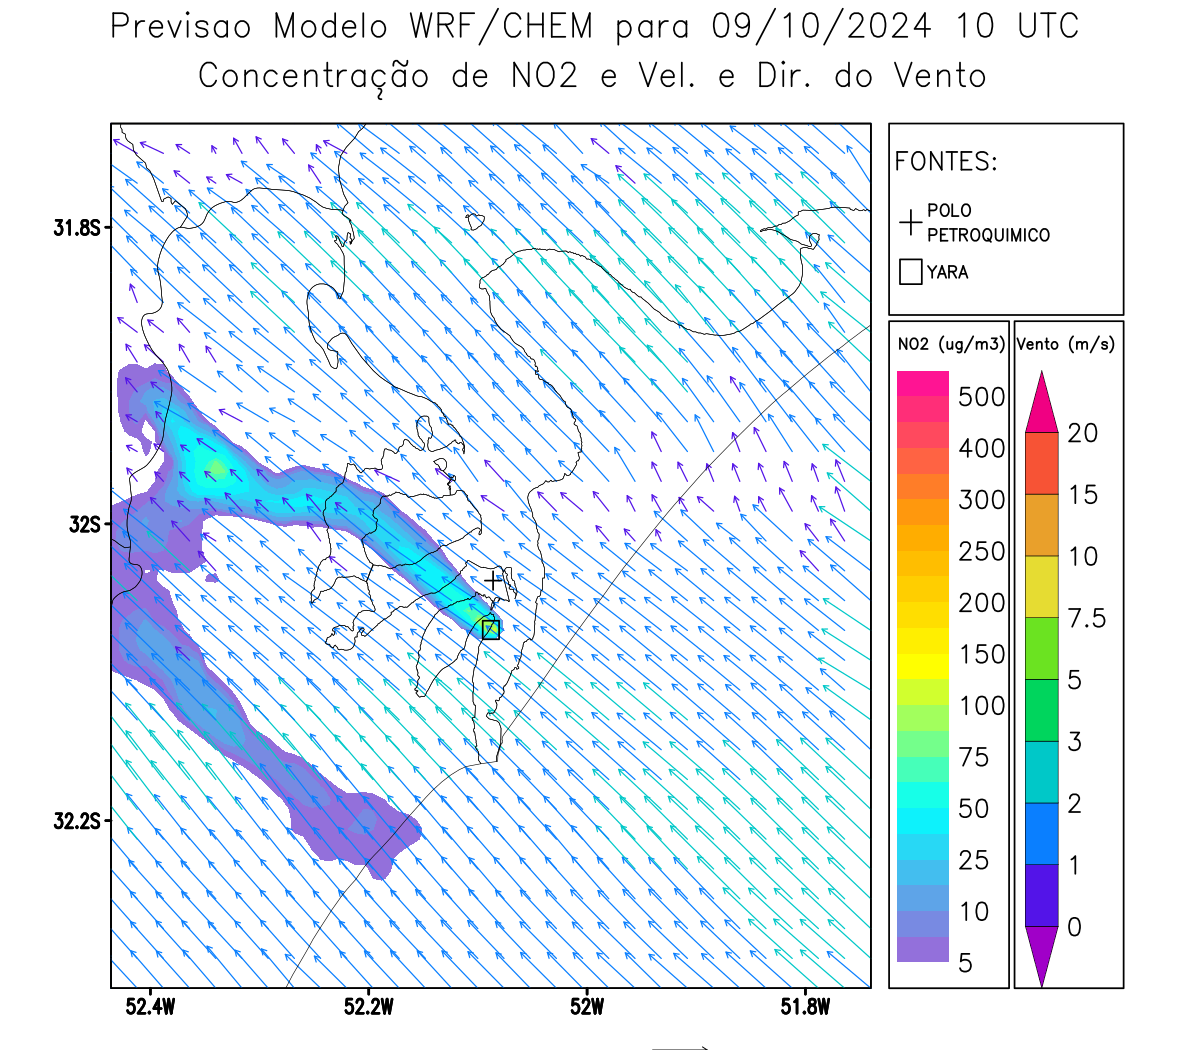 Previsao Modelo WRF/CHEM para 09/10/2024 10 UTC
Concentração de NO2 e Vel. e Dir. do Vento
FONTES:
POLO
PETROQUIMICO
YARA
31.8S
32S
32.2S
52.4W
52.2W
52W
51.8W
NO2 (ug/m3)
500
400
300
250
200
150
100
75
50
25
10
5
Vento (m/s)
20
15
10
7.5
5
3
2
1
0